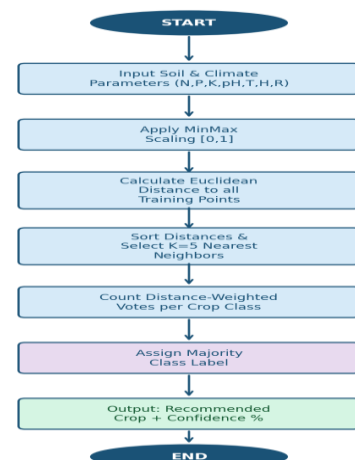 START
Input Soil & Climate
Parameters (N,P,K,pH,T,H,R)
Apply MinMax
Scaling [0,1]
Calculate Euclidean
Distance to all
Training Points
Sort Distances &
Select K=5 Nearest
Neighbors
Count Distance-Weighted
Votes per Crop Class
Assign Majority
Class Label
Output: Recommended
Crop + Confidence %
END